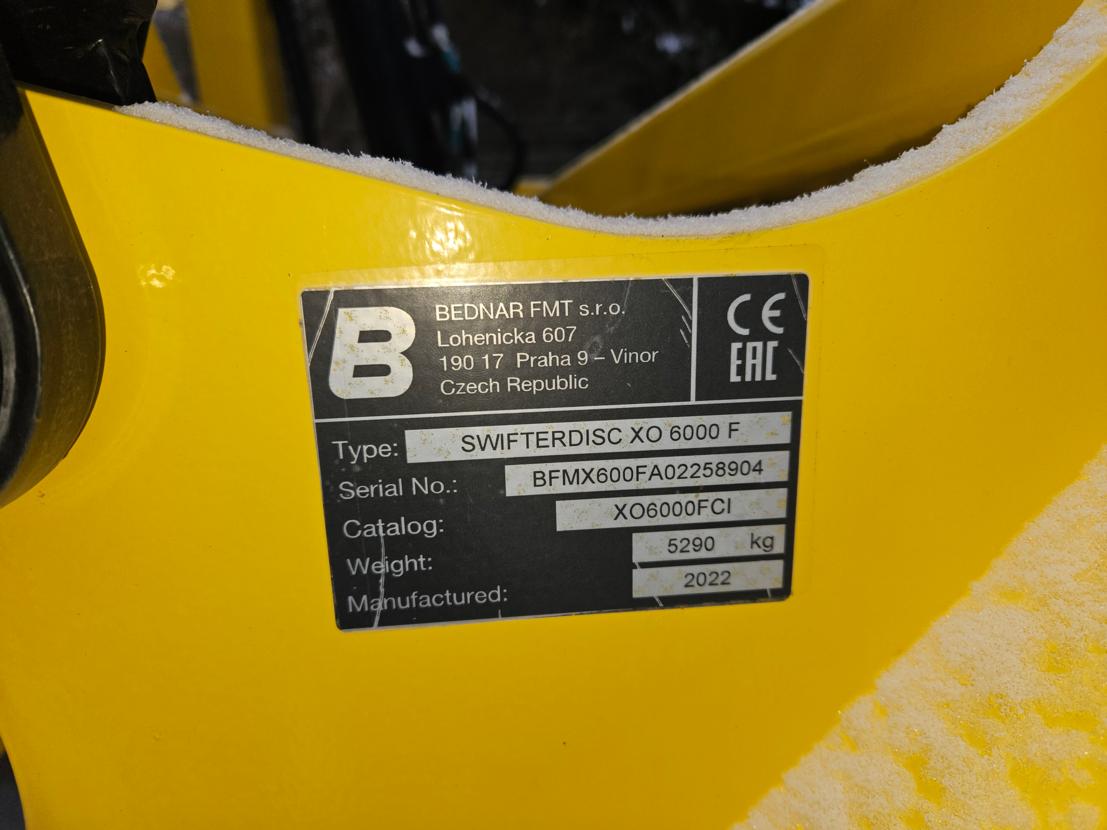 B
BEDNAR FMT s.r.o.
Lohenicka 607
190 17 Praha 9 – Vinor
Czech Republic
CE
EAC
Type: SWIFTERDISC XO 6000 F
Serial No.: BFMX600FA02258904
Catalog: XO6000FCI
Weight: 5290 kg
Manufactured: 2022